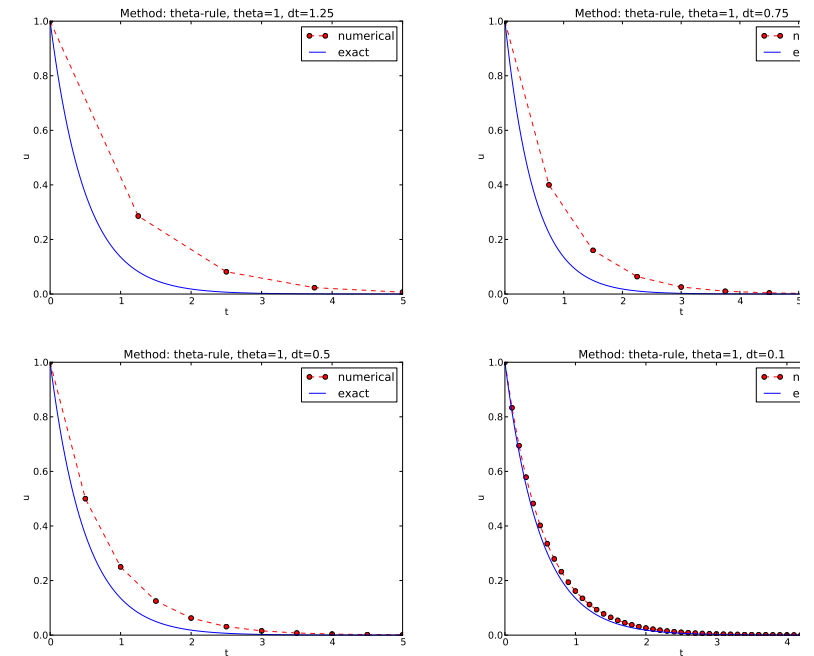 Method: theta-rule, theta=1, dt=1.25
1.0
0.8
0.6
0.4
0.2
0.0
u
0 1 2 3 4 5
t
numerical
exact
Method: theta-rule, theta=1, dt=0.75
1.0
0.8
0.6
0.4
0.2
0.0
u
0 1 2 3 4 5
t
n
e
Method: theta-rule, theta=1, dt=0.5
1.0
0.8
0.6
0.4
0.2
0.0
u
0 1 2 3 4 5
t
numerical
exact
Method: theta-rule, theta=1, dt=0.1
1.0
0.8
0.6
0.4
0.2
0.0
u
0 1 2 3 4
t
n
e